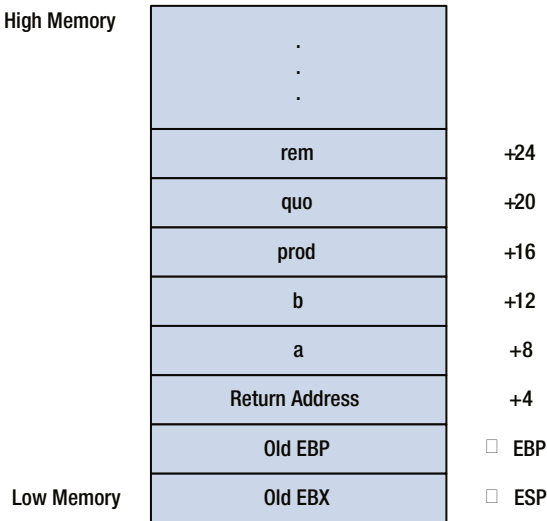 High Memory
.
.
.
rem +24
quo +20
prod +16
b +12
a +8
Return Address +4
Old EBP □ EBP
Low Memory Old EBX □ ESP